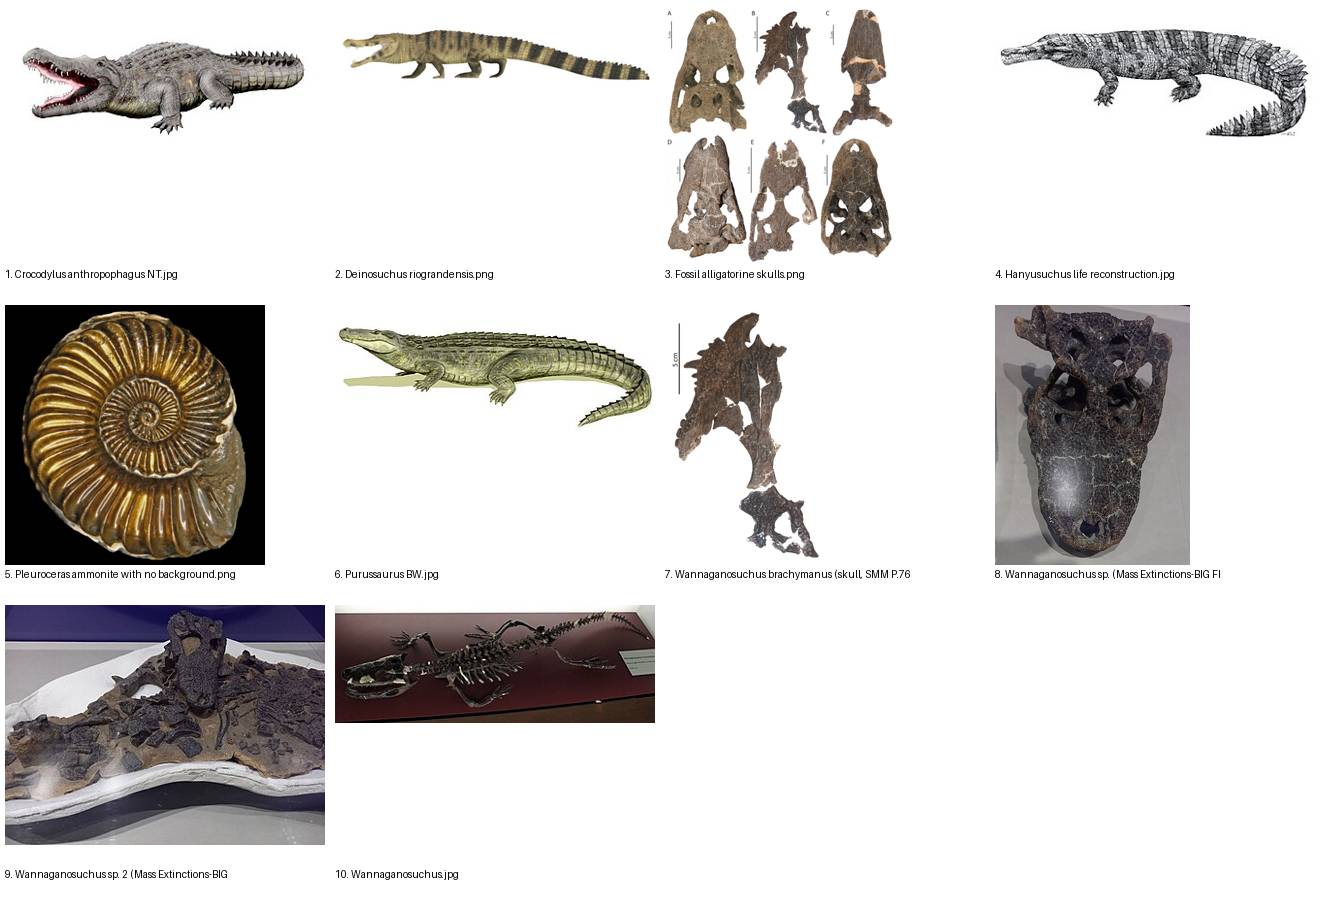 A B C
D E F
1. Crocodylus anthropophagus NT.jpg
2. Deinosuchus riograndensis.png
3. Fossil alligatorine skulls.png
4. Hanyusuchus life reconstruction.jpg
5 cm
5. Pleuroceras ammonite with no background.png
6. Purussaurus BW.jpg
7. Wannaganosuchus brachymanus (skull, SMM P.76
8. Wannaganosuchus sp. (Mass Extinctions-BIG FI
9. Wannaganosuchus sp. 2 (Mass Extinctions-BIG
10. Wannaganosuchus.jpg